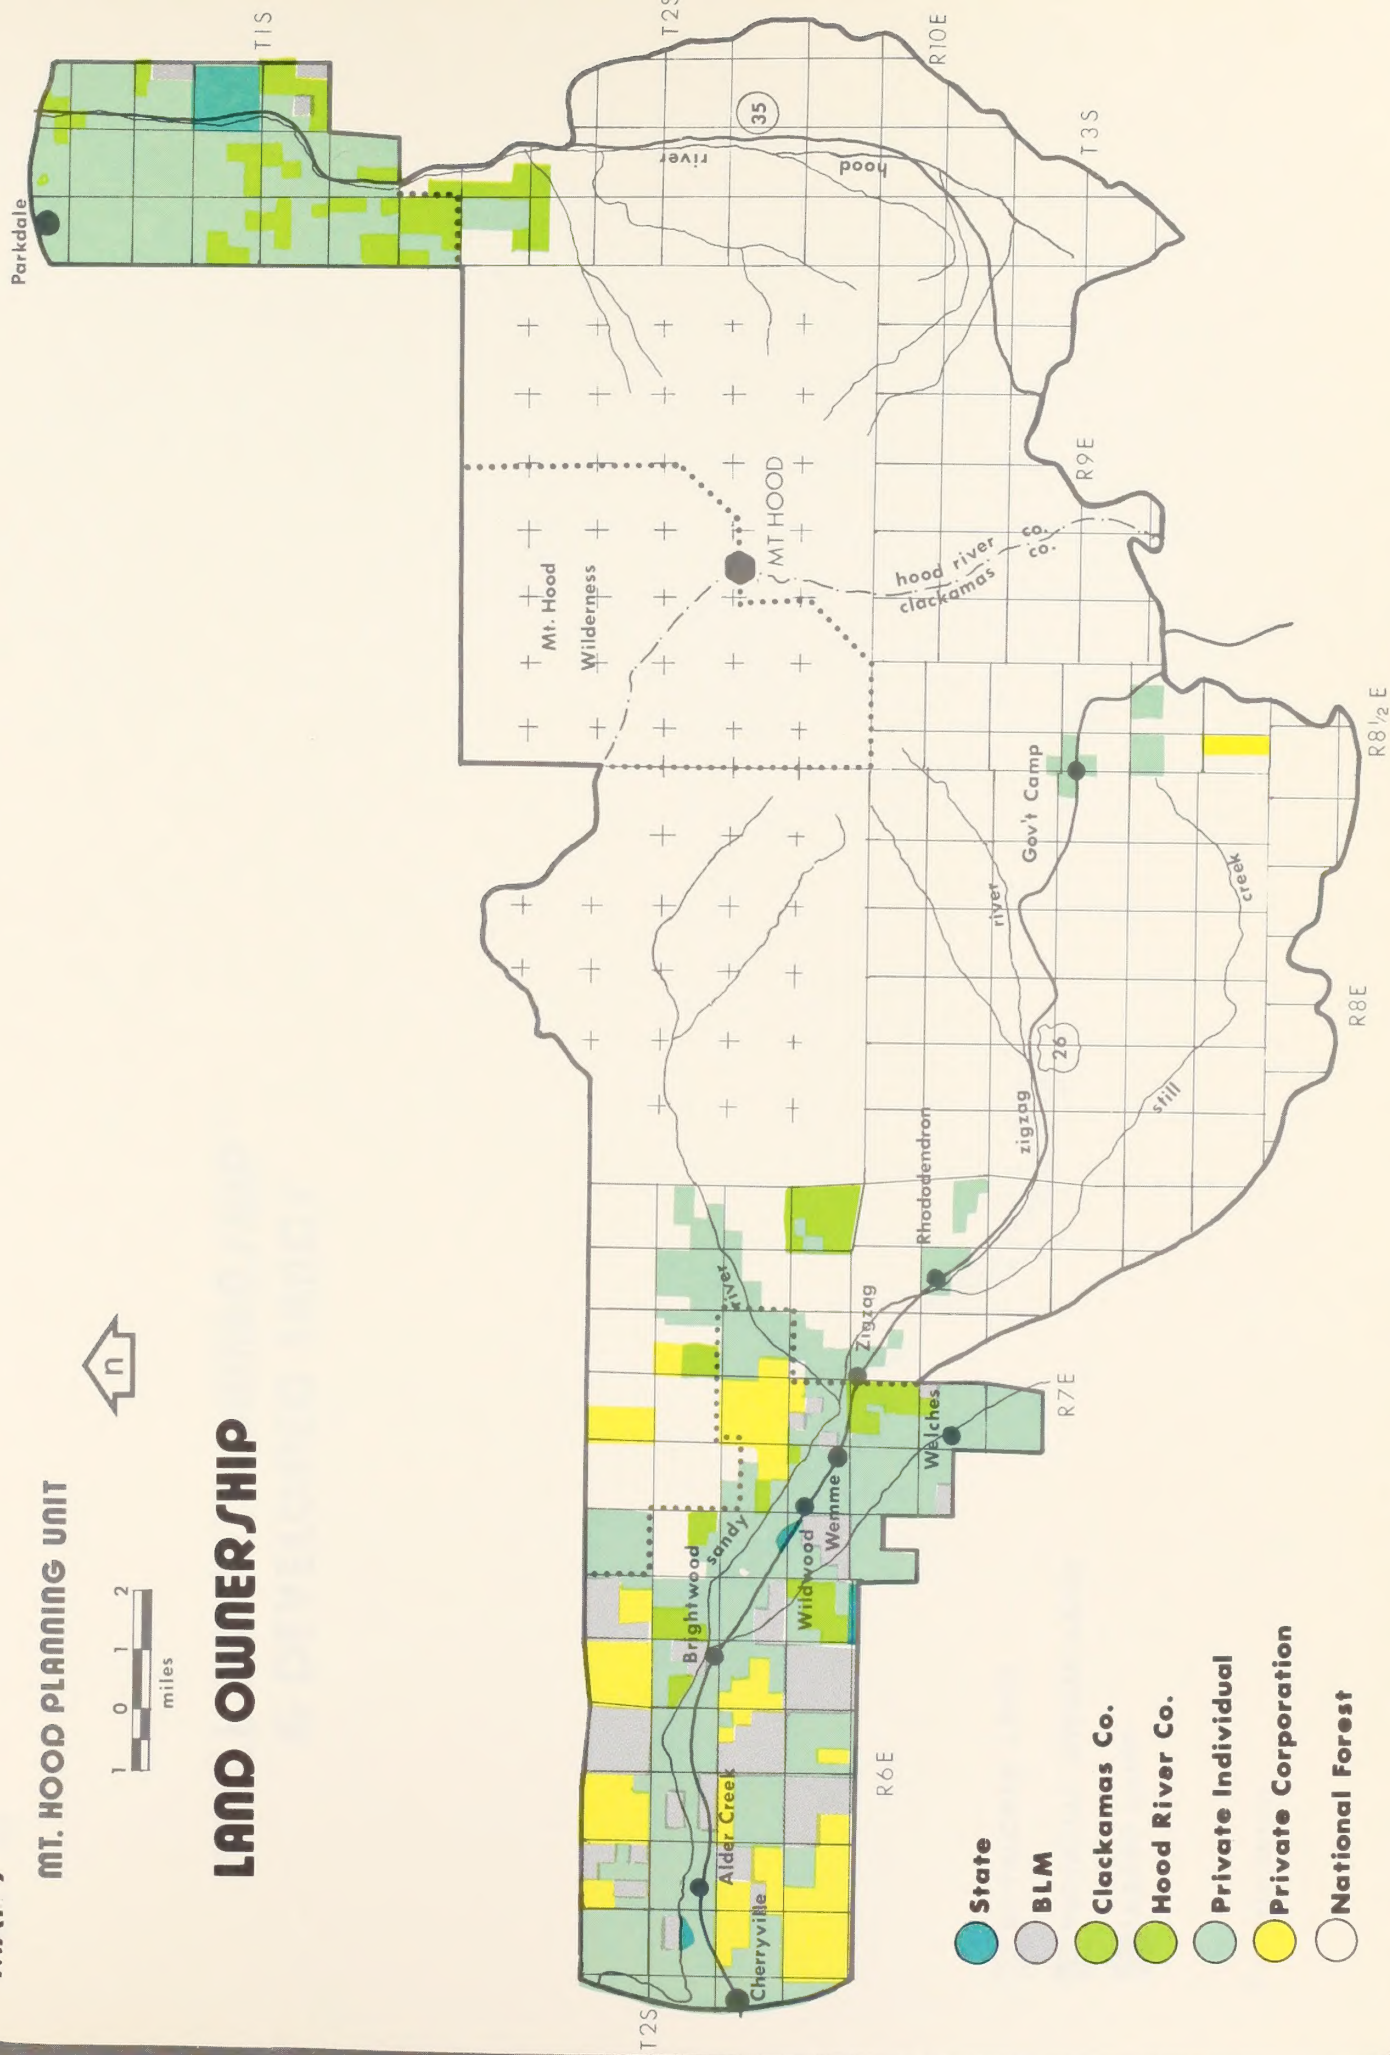 MT. HOOD PLANNING UNIT
1 0 1 2
miles
n
LAND OWNERSHIP
Parkdale
T1S
T2S
R10E
35
hood
river
T3S
Mt. Hood
Wilderness
MT HOOD
hood river co.
clackamas co.
R9E
Gov't Camp
R8½E
river
creek
26
zigzag
still
R8E
Rhododendron
river
Zigzag
sandy
Welches
R7E
Wemme
Wildwood
Brightwood
Alder Creek
Cherryville
R6E
T2S
State
BLM
Clackamas Co.
Hood River Co.
Private Individual
Private Corporation
National Forest